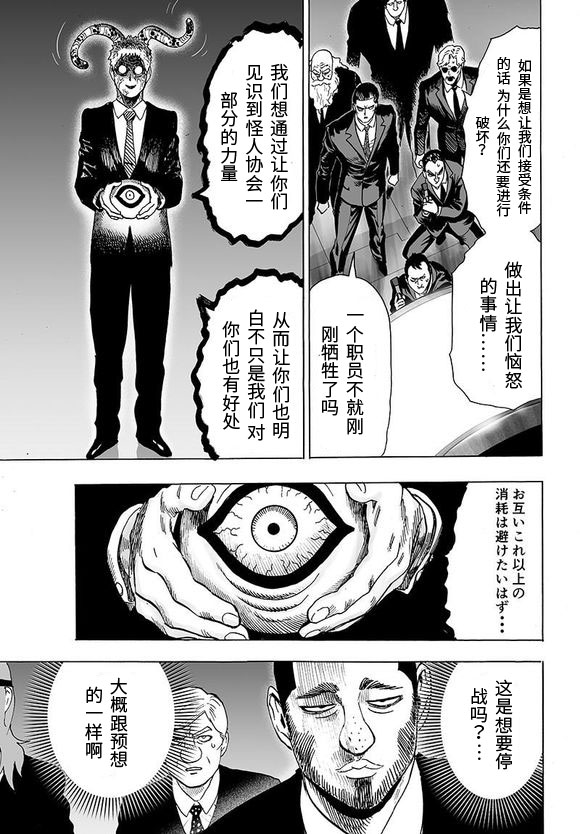 如果是想让我们接受条件
的话 为什么你们还要进行
破坏？
做出让我们恼怒
的事情……
一个职员不就刚
刚牺牲了吗
我们想通过让你们
见识到怪人协会一
部分的力量
从而让你们也明
白不只是我们 对
你们也有好处
お互いこれ以上の
消耗は避けたいはず…
这是想要停
战吗？…
大概跟预想
的一样啊